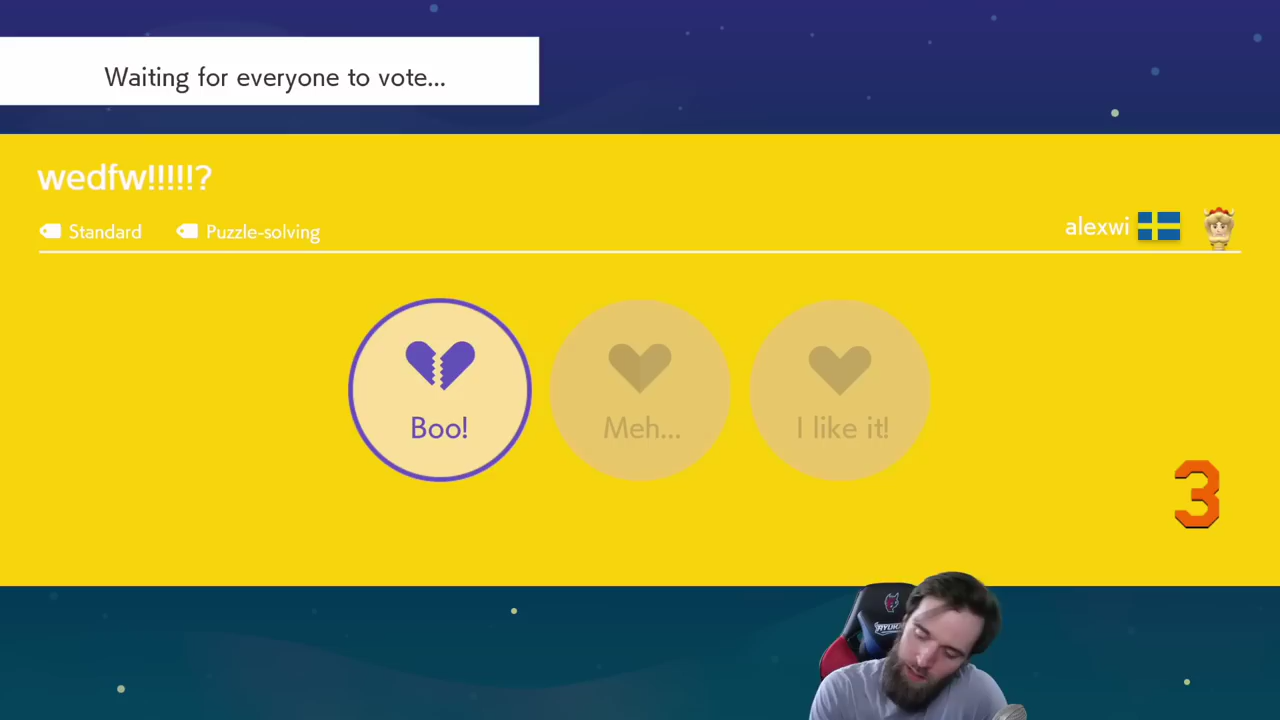 Waiting for everyone to vote...
wedfw!!!!!?
Standard
Puzzle-solving
alexwi
Boo!
Meh...
I like it!
3